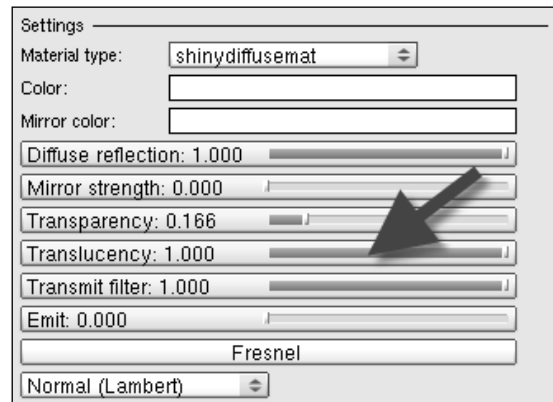 Settings
Material type: shinydiffusemat
Color:
Mirror color:
Diffuse reflection: 1.000
Mirror strength: 0.000
Transparency: 0.166
Translucency: 1.000
Transmit filter: 1.000
Emit: 0.000
Fresnel
Normal (Lambert)